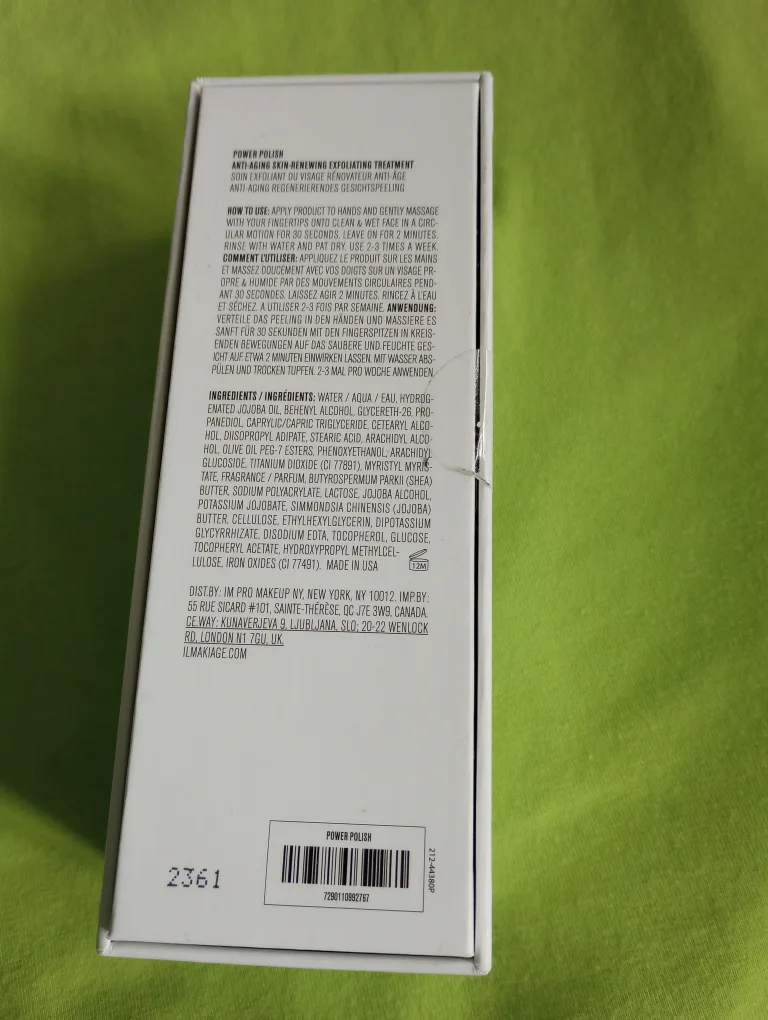 POWER POLISH
ANTI-AGING SKIN-RENEWING EXFOLIATING TREATMENT
SOIN EXFOLIANT DU VISAGE RÉNOVATEUR ANTI-ÂGE
ANTI-AGING REGENERIERENDES GESICHTSPEELING
HOW TO USE: APPLY PRODUCT TO HANDS AND GENTLY MASSAGE
WITH YOUR FINGERTIPS ONTO CLEAN & WET FACE IN A CIRC-
ULAR MOTION FOR 30 SECONDS. LEAVE ON FOR 2 MINUTES.
RINSE WITH WATER AND PAT DRY. USE 2-3 TIMES A WEEK.
COMMENT L'UTILISER: APPLIQUEZ LE PRODUIT SUR LES MAINS
ET MASSEZ DOUCEMENT AVEC VOS DOIGTS SUR UN VISAGE PR-
OPRE & HUMIDE PAR DES MOUVEMENTS CIRCULAIRES PEND-
ANT 30 SECONDES. LAISSEZ AGIR 2 MINUTES. RINCEZ À L'EAU
ET SÉCHEZ. A UTILISER 2-3 FOIS PAR SEMAINE. ANWENDUNG:
VERTEILE DAS PEELING IN DEN HÄNDEN UND MASSIERE ES
SANFT FÜR 30 SEKUNDEN MIT DEN FINGERSPITZEN IN KREIS-
ENDEN BEWEGUNGEN AUF DAS SAUBERE UND FEUCHTE GES-
ICHT AUF. ETWA 2 MINUTEN EINWIRKEN LASSEN. MIT WASSER ABS-
PÜLEN UND TROCKEN TUPFEN. 2-3 MAL PRO WOCHE ANWENDEN.
INGREDIENTS / INGRÉDIENTS: WATER / AQUA / EAU, HYDROG-
ENATED JOJOBA OIL, BEHENYL ALCOHOL, GLYCERETH-26, PRO-
PANEDIOL, CAPRYLIC/CAPRIC TRIGLYCERIDE, CETEARYL ALCO-
HOL, DIISOPROPYL ADIPATE, STEARIC ACID, ARACHIDYL ALCO-
HOL, OLIVE OIL PEG-7 ESTERS, PHENOXYETHANOL, ARACHIDYL
GLUCOSIDE, TITANIUM DIOXIDE (CI 77891), MYRISTYL MYRIS-
TATE, FRAGRANCE / PARFUM, BUTYROSPERMUM PARKII (SHEA)
BUTTER, SODIUM POLYACRYLATE, LACTOSE, JOJOBA ALCOHOL,
POTASSIUM JOJOBATE, SIMMONDSIA CHINENSIS (JOJOBA)
BUTTER, CELLULOSE, ETHYLHEXYLGLYCERIN, DIPOTASSIUM
GLYCYRRHIZATE, DISODIUM EDTA, TOCOPHEROL, GLUCOSE,
TOCOPHERYL ACETATE, HYDROXYPROPYL METHYLCEL-
LULOSE, IRON OXIDES (CI 77491). MADE IN USA
12M
DIST.BY: IM PRO MAKEUP NY, NEW YORK, NY 10012. IMP.BY:
55 RUE SICARD #101, SAINTE-THÉRÈSE, QC J7E 3W9, CANADA.
CE.WAY: KUNAVERJEVA 9, LJUBLJANA, SLO; 20-22 WENLOCK
RD, LONDON N1 7GU, UK.
ILMAKIAGE.COM
POWER POLISH
7290110992767
212-44380P
2361